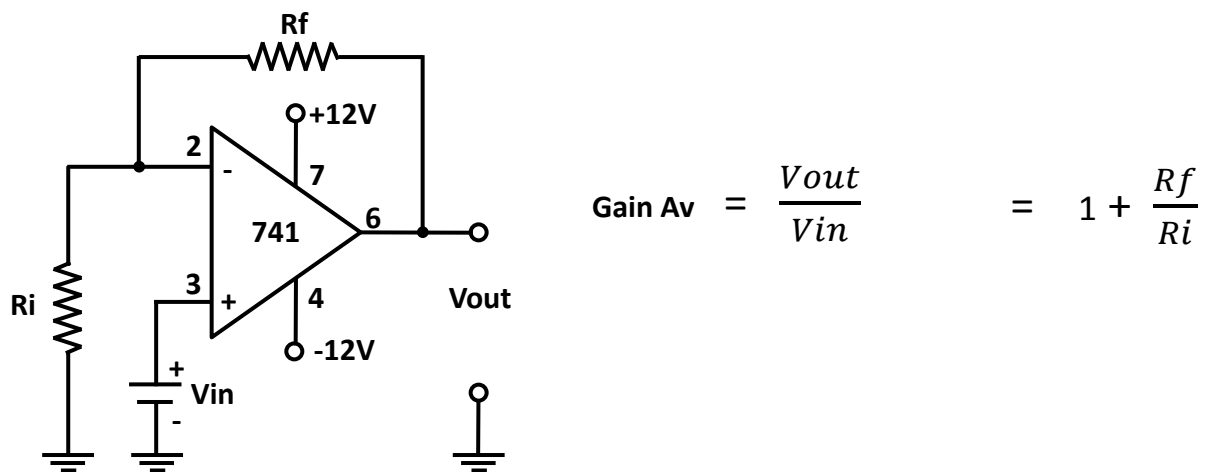 Rf
+12V
2
-
7
741
6
3
+
4
Ri
Vout
-12V
+
Vin
-
Gain Av = Vout / Vin = 1 + Rf / Ri